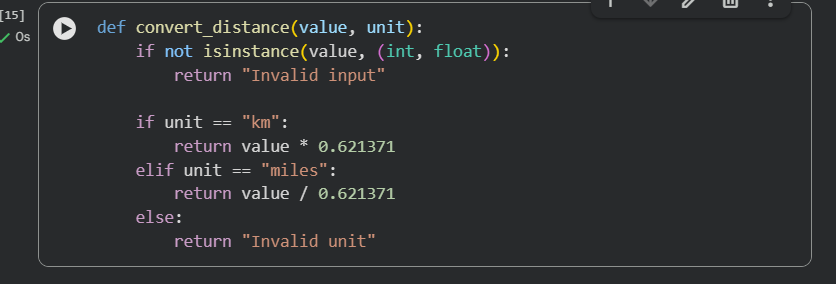 [15]
0s
def convert_distance(value, unit):
    if not isinstance(value, (int, float)):
        return "Invalid input"

    if unit == "km":
        return value * 0.621371
    elif unit == "miles":
        return value / 0.621371
    else:
        return "Invalid unit"